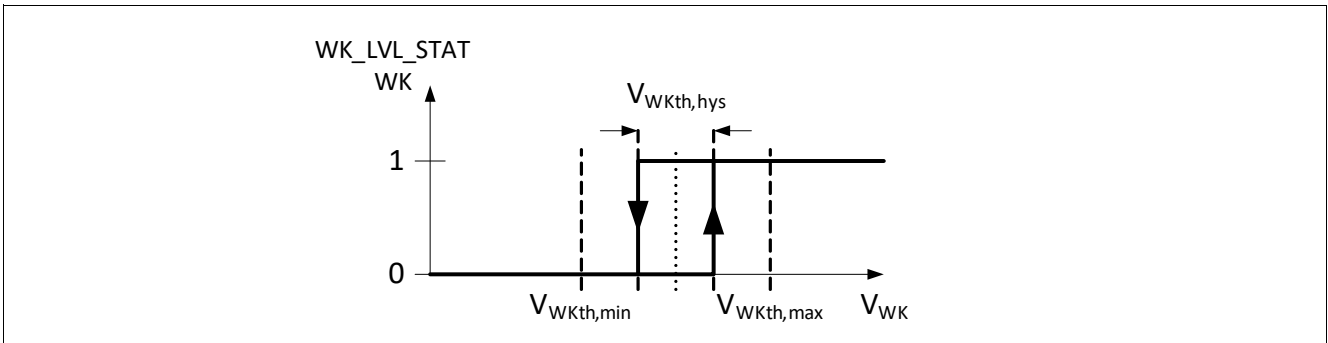 WK_LVL_STAT
WK
V_WKth,hys
1
0
V_WKth,min
V_WKth,max
V_WK